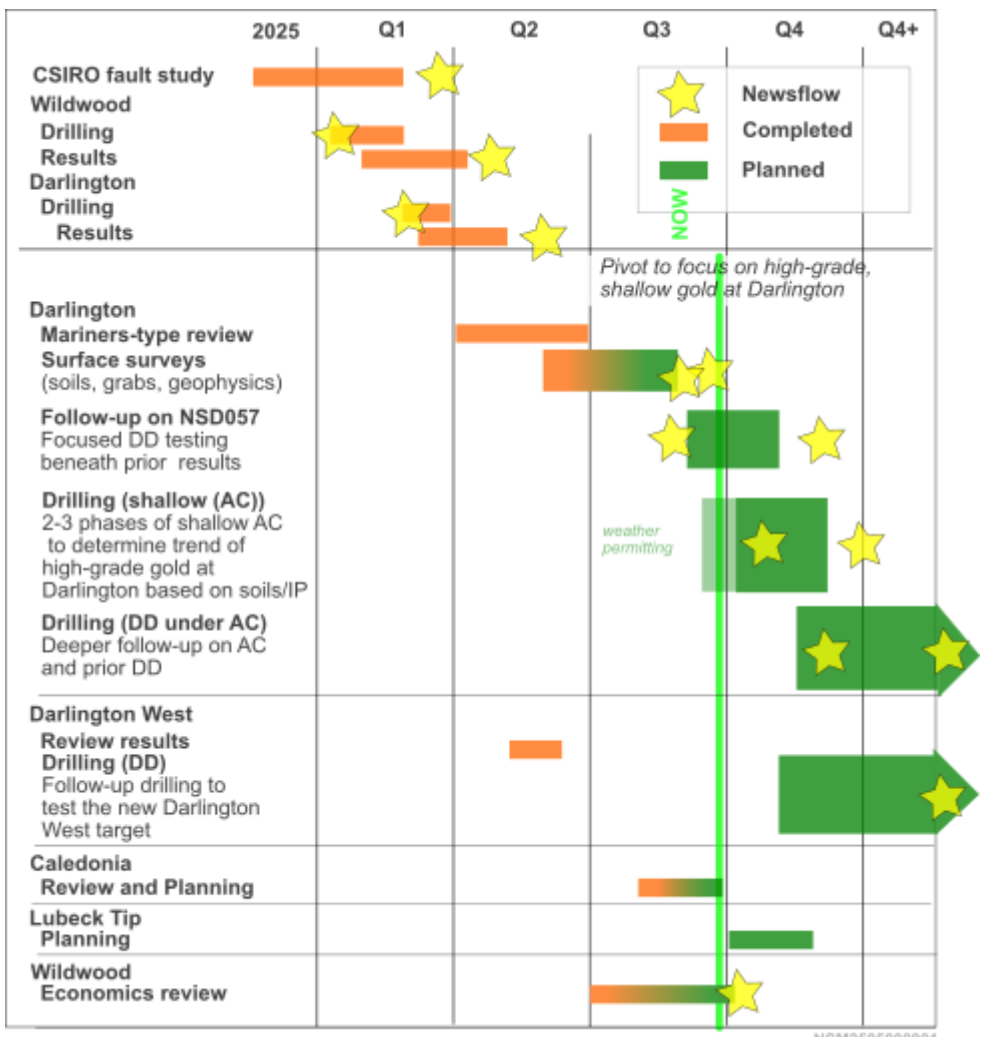 2025 Q1 Q2 Q3 Q4 Q4+
CSIRO fault study
Wildwood
Drilling
Results
Darlington
Drilling
Results
Newsflow
Completed
Planned
NOW
Pivot to focus on high-grade,
shallow gold at Darlington
Darlington
Mariners-type review
Surface surveys
(soils, grabs, geophysics)
Follow-up on NSD057
Focused DD testing
beneath prior results
Drilling (shallow (AC))
2-3 phases of shallow AC
to determine trend of
high-grade gold at
Darlington based on soils/IP
weather
permitting
Drilling (DD under AC)
Deeper follow-up on AC
and prior DD
Darlington West
Review results
Drilling (DD)
Follow-up drilling to
test the new Darlington
West target
Caledonia
Review and Planning
Lubeck Tip
Planning
Wildwood
Economics review